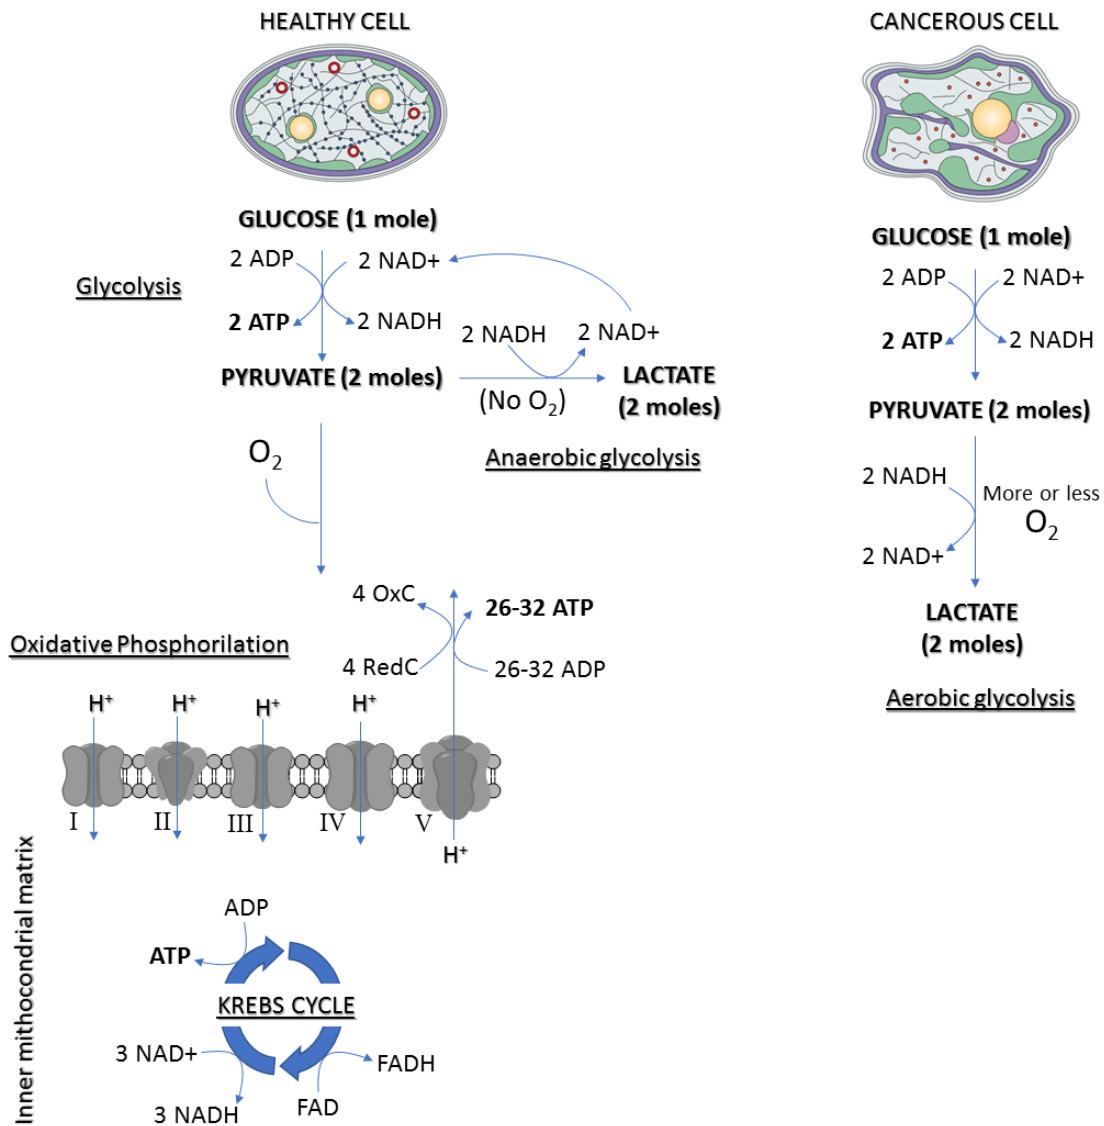 HEALTHY CELL
GLUCOSE (1 mole)
2 ADP
2 NAD+
Glycolysis
2 ATP
2 NADH
PYRUVATE (2 moles)
2 NADH
2 NAD+
(No O₂)
LACTATE
(2 moles)
Anaerobic glycolysis
O₂
Oxidative Phosphorilation
4 OxC
26-32 ATP
4 RedC
26-32 ADP
H⁺
H⁺
H⁺
H⁺
I
II
III
IV
V
H⁺
Inner mithocondrial matrix
ADP
ATP
KREBS CYCLE
3 NAD+
FADH
3 NADH
FAD
CANCEROUS CELL
GLUCOSE (1 mole)
2 ADP
2 NAD+
2 ATP
2 NADH
PYRUVATE (2 moles)
2 NADH
More or less
O₂
2 NAD+
LACTATE
(2 moles)
Aerobic glycolysis